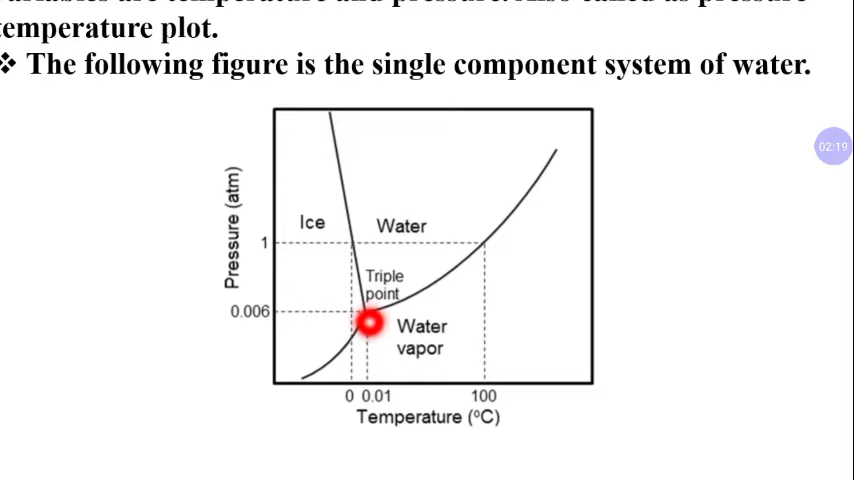 temperature plot.
❖ The following figure is the single component system of water.
02:19
Pressure (atm)
Ice
Water
1
Triple
point
0.006
Water
vapor
0 0.01 100
Temperature (°C)